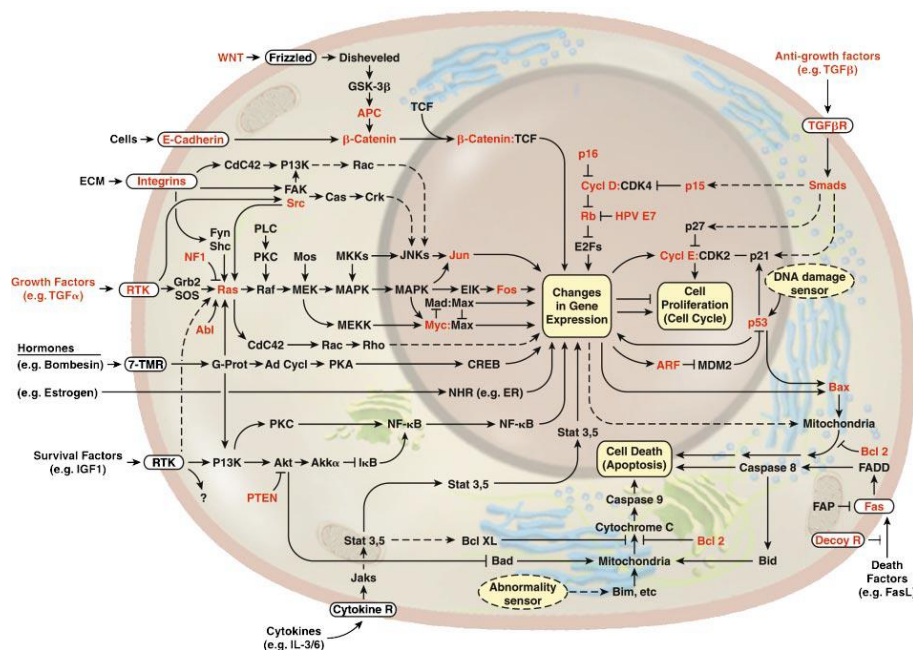 WNT
Frizzled
Disheveled
GSK-3β
APC
TCF
Cells
E-Cadherin
β-Catenin
β-Catenin:TCF
Anti-growth factors
(e.g. TGFβ)
TGFβR
p16
Cycl D:CDK4
p15
Smads
Rb
HPV E7
E2Fs
p27
Cycl E:CDK2
p21
DNA damage
sensor
CdC42
P13K
Rac
ECM
Integrins
FAK
Src
Cas
Crk
Fyn
Shc
PLC
PKC
Mos
MKKs
JNKs
Jun
NF1
Growth Factors
(e.g. TGFα)
RTK
Grb2
SOS
Ras
Raf
MEK
MAPK
MAPK
ElK
Fos
Mad:Max
Myc:Max
MEKK
Abl
CdC42
Rac
Rho
Changes
in Gene
Expression
Cell
Proliferation
(Cell Cycle)
p53
ARF
MDM2
Bax
Hormones
(e.g. Bombesin)
7-TMR
G-Prot
Ad Cycl
PKA
CREB
(e.g. Estrogen)
NHR (e.g. ER)
PKC
NF-κB
NF-κB
Stat 3,5
Mitochondria
Survival Factors
(e.g. IGF1)
RTK
P13K
Akt
Akkα
IκB
?
PTEN
Stat 3,5
Cell Death
(Apoptosis)
Bcl 2
Caspase 8
FADD
Caspase 9
FAP
Fas
Cytochrome C
Stat 3,5
Bcl XL
Bcl 2
Decoy R
Bad
Mitochondria
Bid
Death
Factors
(e.g. FasL)
Jaks
Abnormality
sensor
Bim, etc
Cytokine R
Cytokines
(e.g. IL-3/6)